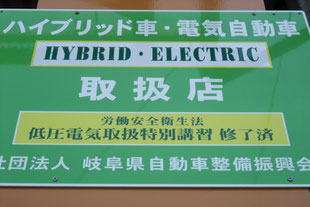 ハイブリッド車・電気自動車
HYBRID・ELECTRIC
取扱店
労働安全衛生法
低圧電気取扱特別講習 修了済
社団法人 岐阜県自動車整備振興会